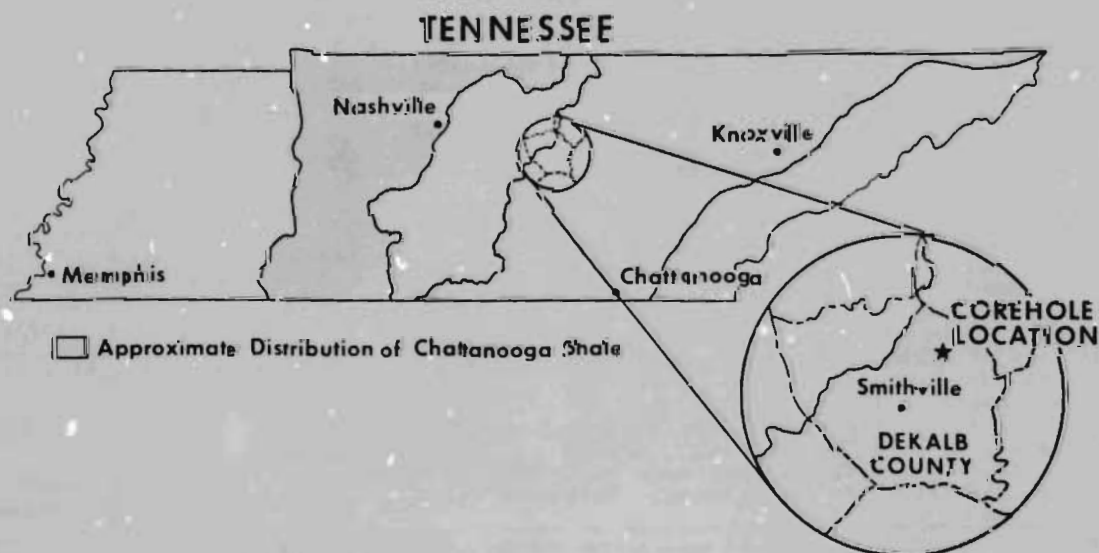 TENNESSEE
Nashville
Knoxville
Memphis
Chattanooga
COREHOLE
LOCATION
Approximate Distribution of Chattanooga Shale
Smithville
DEKALB
COUNTY